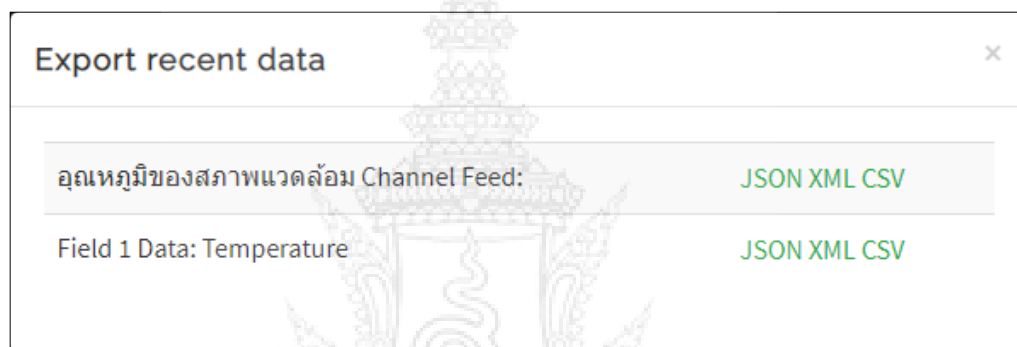 Export recent data ×
อุณหภูมิของสภาพแวดล้อม Channel Feed: JSON XML CSV
Field 1 Data: Temperature JSON XML CSV